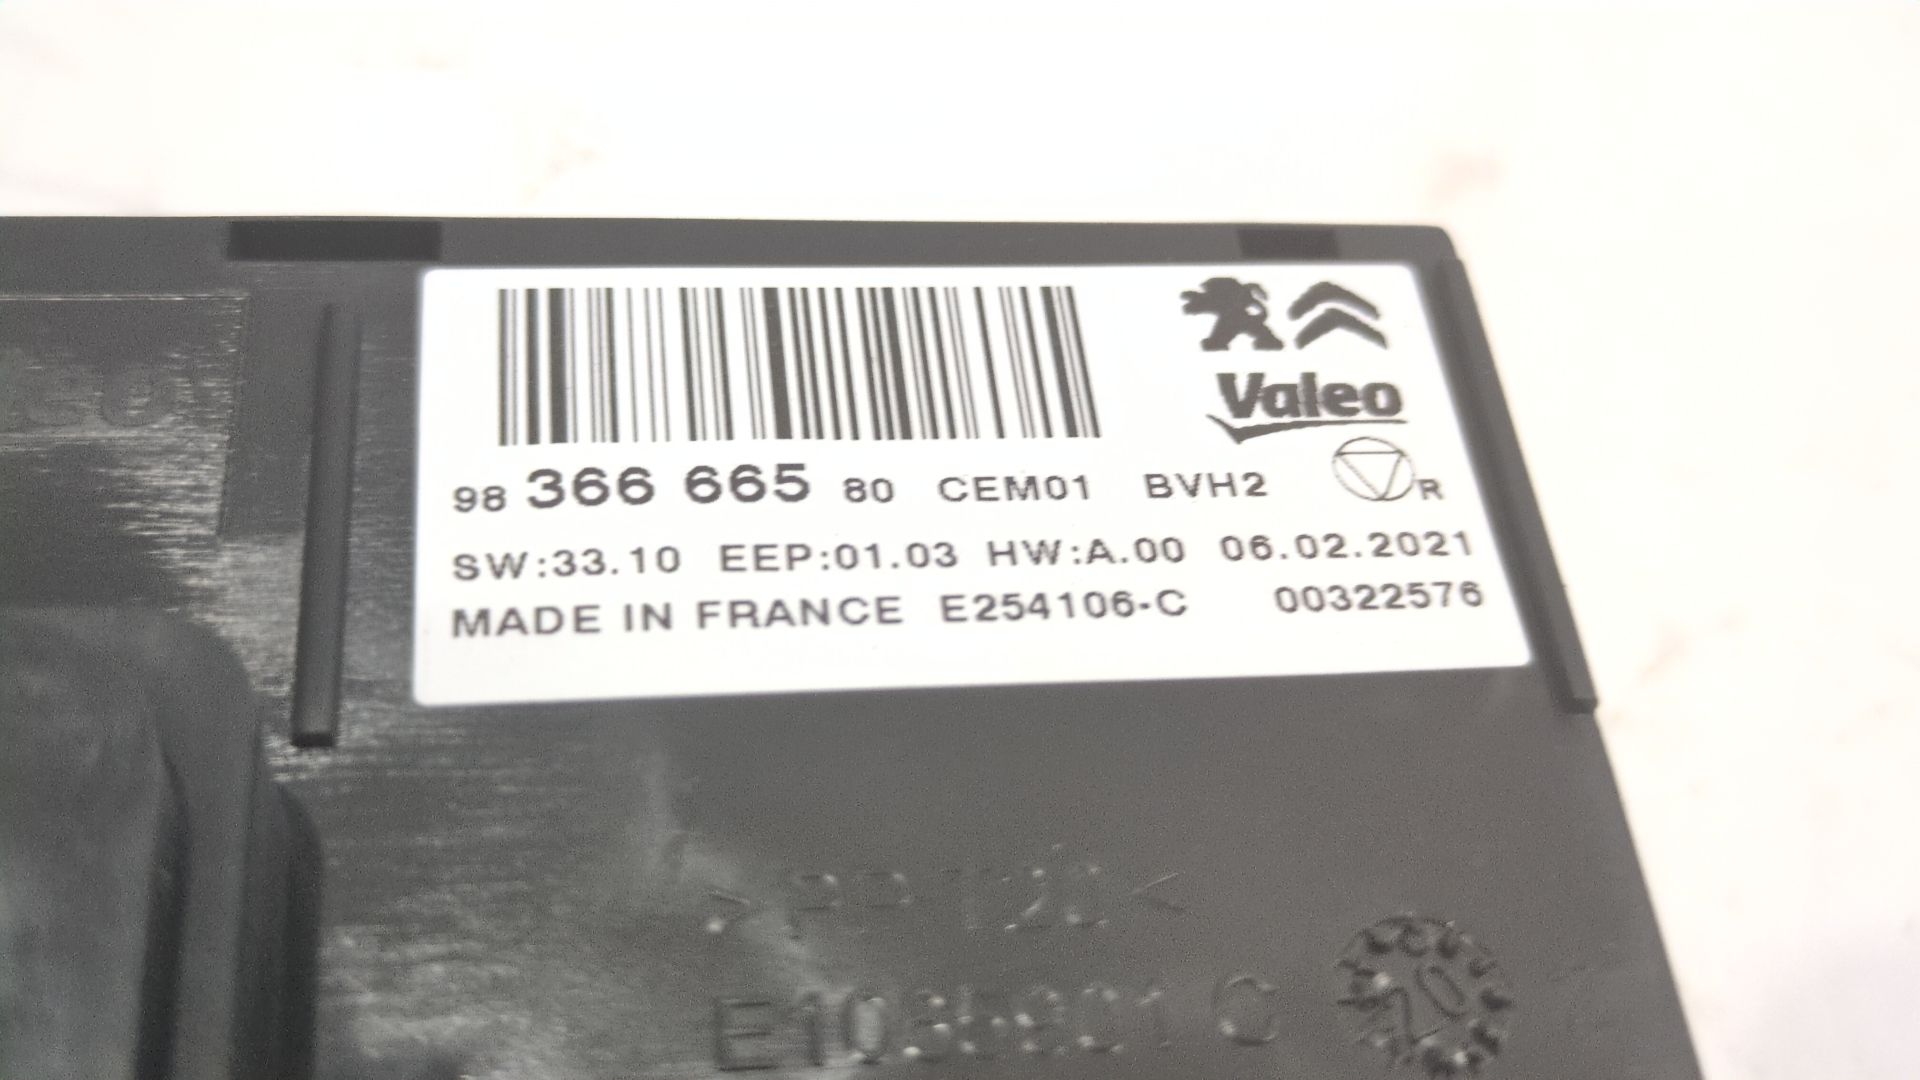 Valeo
98 366 665 80 CEM01 BVH2 R
SW:33.10 EEP:01.03 HW:A.00 06.02.2021
MADE IN FRANCE E254106-C 00322576
20